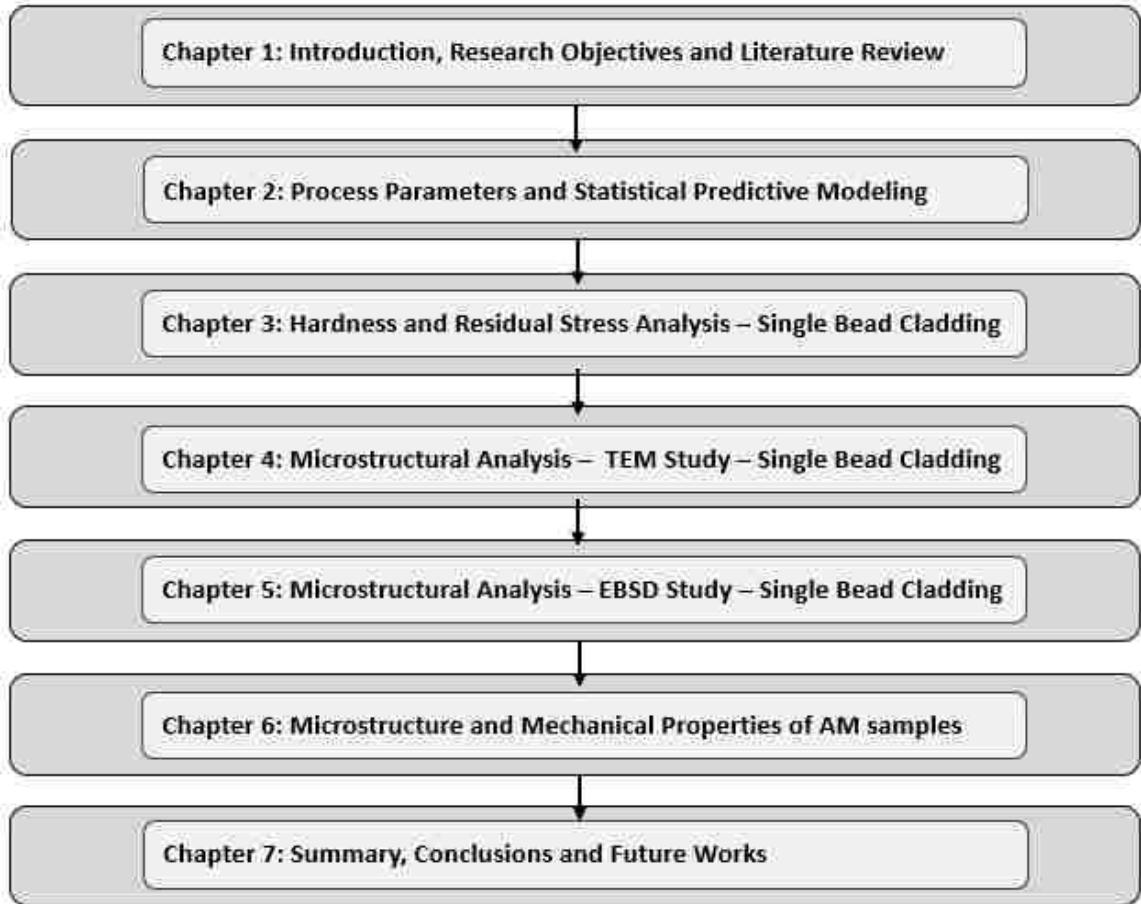 Chapter 1: Introduction, Research Objectives and Literature Review
Chapter 2: Process Parameters and Statistical Predictive Modeling
Chapter 3: Hardness and Residual Stress Analysis – Single Bead Cladding
Chapter 4: Microstructural Analysis – TEM Study – Single Bead Cladding
Chapter 5: Microstructural Analysis – EBSD Study – Single Bead Cladding
Chapter 6: Microstructure and Mechanical Properties of AM samples
Chapter 7: Summary, Conclusions and Future Works